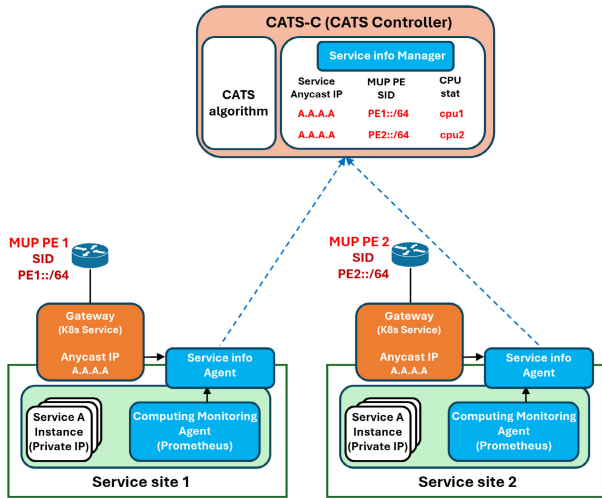 CATS-C (CATS Controller)
CATS
algorithm
Service info Manager
Service
Anycast IP
MUP PE
SID
CPU
stat
A.A.A.A PE1::/64 cpu1
A.A.A.A PE2::/64 cpu2
MUP PE 1
SID
PE1::/64
Gateway
(K8s Service)
Anycast IP
A.A.A.A
Service info
Agent
Service A
Instance
(Private IP)
Computing Monitoring
Agent
(Prometheus)
Service site 1
MUP PE 2
SID
PE2::/64
Gateway
(K8s Service)
Anycast IP
A.A.A.A
Service info
Agent
Service A
Instance
(Private IP)
Computing Monitoring
Agent
(Prometheus)
Service site 2